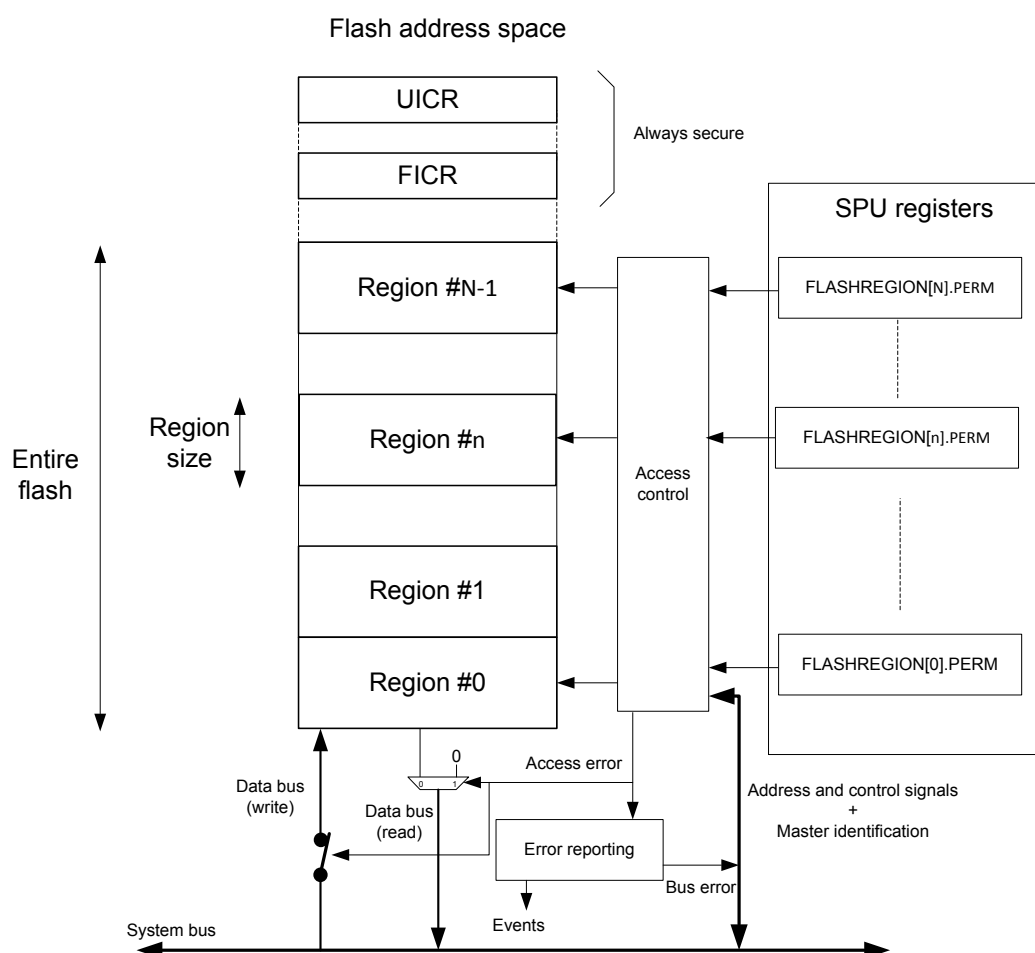 Flash address space
UICR
Always secure
FICR
SPU registers
Region #N-1
FLASHREGION[N].PERM
Region
size
Entire
flash
Region #n
FLASHREGION[n].PERM
Access
control
Region #1
Region #0
FLASHREGION[0].PERM
0
Access error
0 1
Data bus
(write)
Data bus
(read)
Address and control signals
+
Master identification
Error reporting
Bus error
Events
System bus